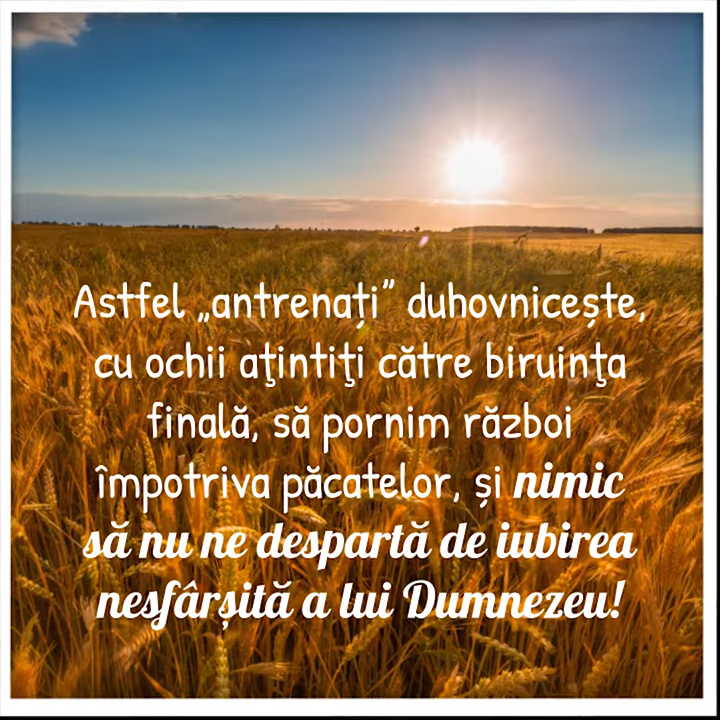 Astfel „antrenați” duhovnicește,
cu ochii aţintiţi către biruinţa
finală, să pornim război
împotriva păcatelor, și nimic
să nu ne despartă de iubirea
nesfârșită a lui Dumnezeu!